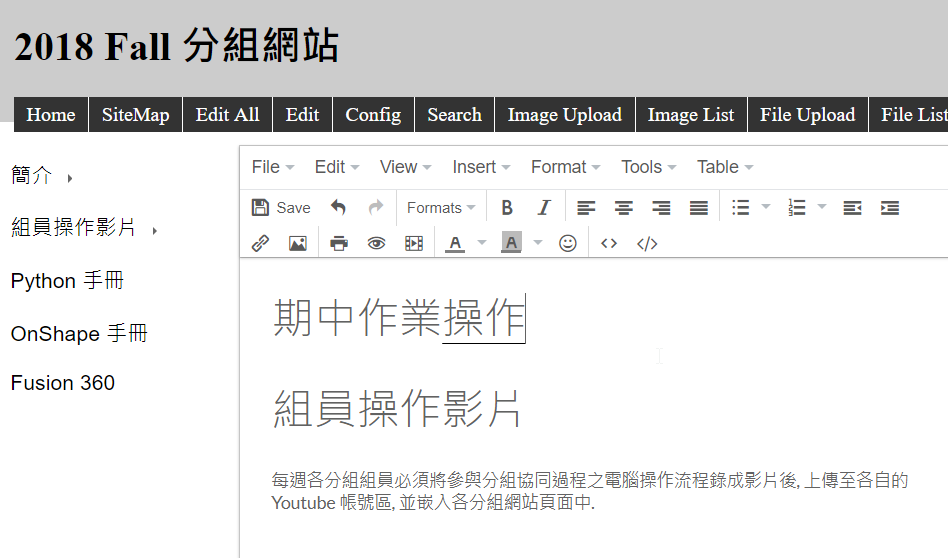 2018 Fall 分組網站
Home SiteMap Edit All Edit Config Search Image Upload Image List File Upload File List
簡介
組員操作影片
Python 手冊
OnShape 手冊
Fusion 360
File Edit View Insert Format Tools Table
Save Formats B I
A A
期中作業操作
組員操作影片
每週各分組組員必須將參與分組協同過程之電腦操作流程錄成影片後, 上傳至各自的
Youtube 帳號區, 並嵌入各分組網站頁面中.